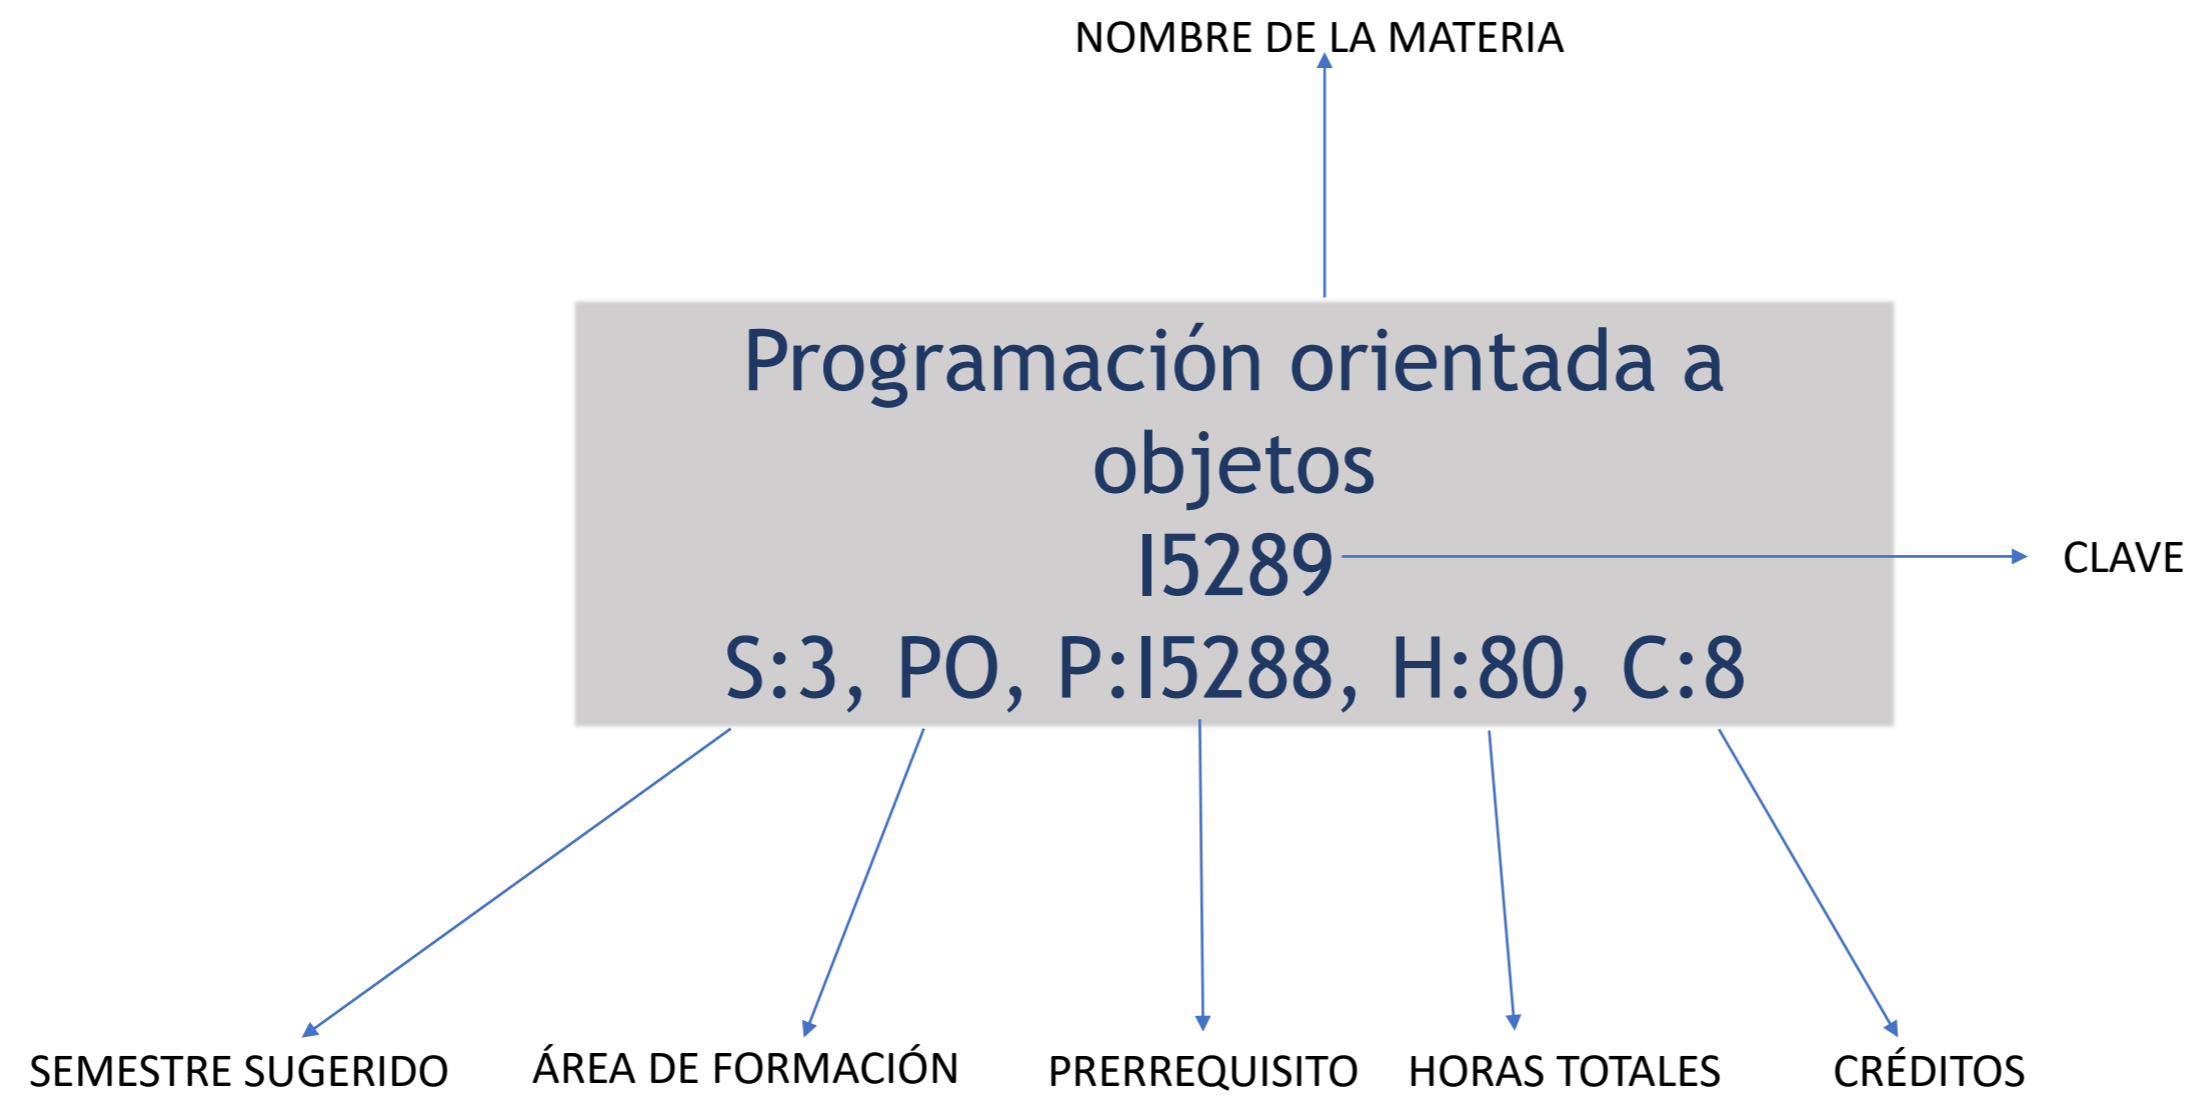 NOMBRE DE LA MATERIA
Programación orientada a
objetos
I5289
CLAVE
S:3, PO, P:I5288, H:80, C:8
SEMESTRE SUGERIDO
ÁREA DE FORMACIÓN
PRERREQUISITO
HORAS TOTALES
CRÉDITOS